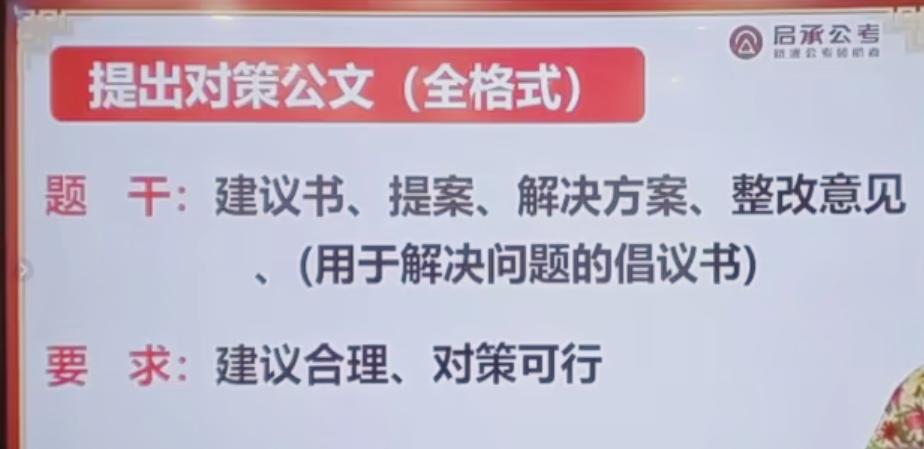 启承公考
提出对策公文（全格式）
题 干：建议书、提案、解决方案、整改意见
、(用于解决问题的倡议书)
要 求：建议合理、对策可行